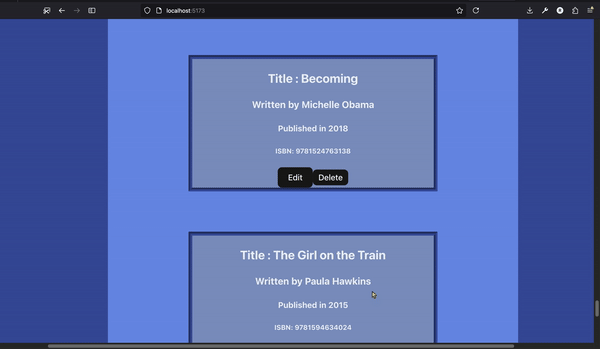 localhost:5173
Title : Becoming
Written by Michelle Obama
Published in 2018
ISBN: 9781524763138
Edit Delete
Title : The Girl on the Train
Written by Paula Hawkins
Published in 2015
ISBN: 9781594634024